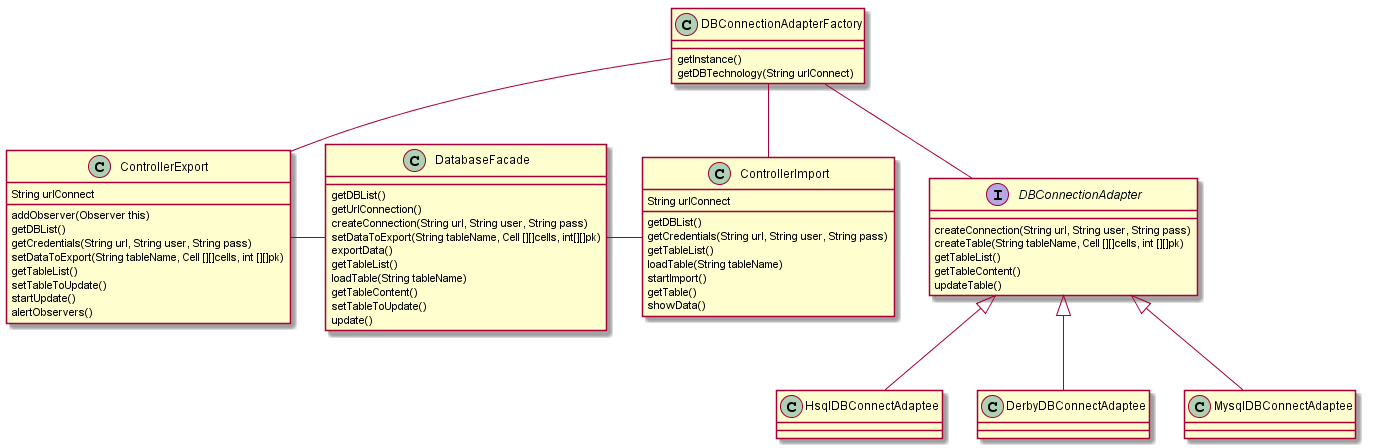 C DBConnectionAdapterFactory
getInstance()
getDBTechnology(String urlConnect)
C ControllerExport
String urlConnect
addObserver(Observer this)
getDBList()
getCredentials(String url, String user, String pass)
setDataToExport(String tableName, Cell [][]cells, int [][]pk)
getTableList()
setTableToUpdate()
startUpdate()
alertObservers()
C DatabaseFacade
getDBList()
getUrlConnection()
createConnection(String url, String user, String pass)
setDataToExport(String tableName, Cell [][]cells, int[][]pk)
exportData()
getTableList()
loadTable(String tableName)
getTableContent()
setTableToUpdate()
update()
C ControllerImport
String urlConnect
getDBList()
getCredentials(String url, String user, String pass)
getTableList()
loadTable(String tableName)
startImport()
getTable()
showData()
I DBConnectionAdapter
createConnection(String url, String user, String pass)
createTable(String tableName, Cell [][]cells, int[][]pk)
getTableList()
getTableContent()
updateTable()
C HsqlDBConnectAdaptee
C DerbyDBConnectAdaptee
C MysqlDBConnectAdaptee